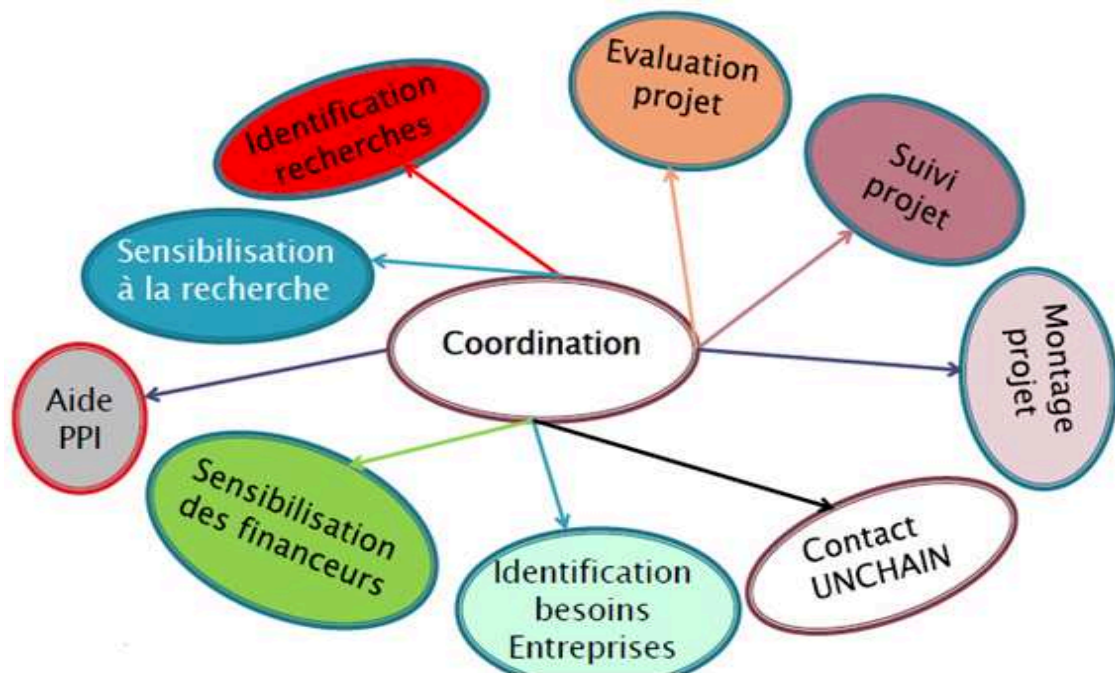 Evaluation
projet
Identification
recherches
Suivi
projet
Sensibilisation
à la recherche
Coordination
Montage
projet
Aide
PPI
Sensibilisation
des financeurs
Contact
UNCHAIN
Identification
besoins
Entreprises